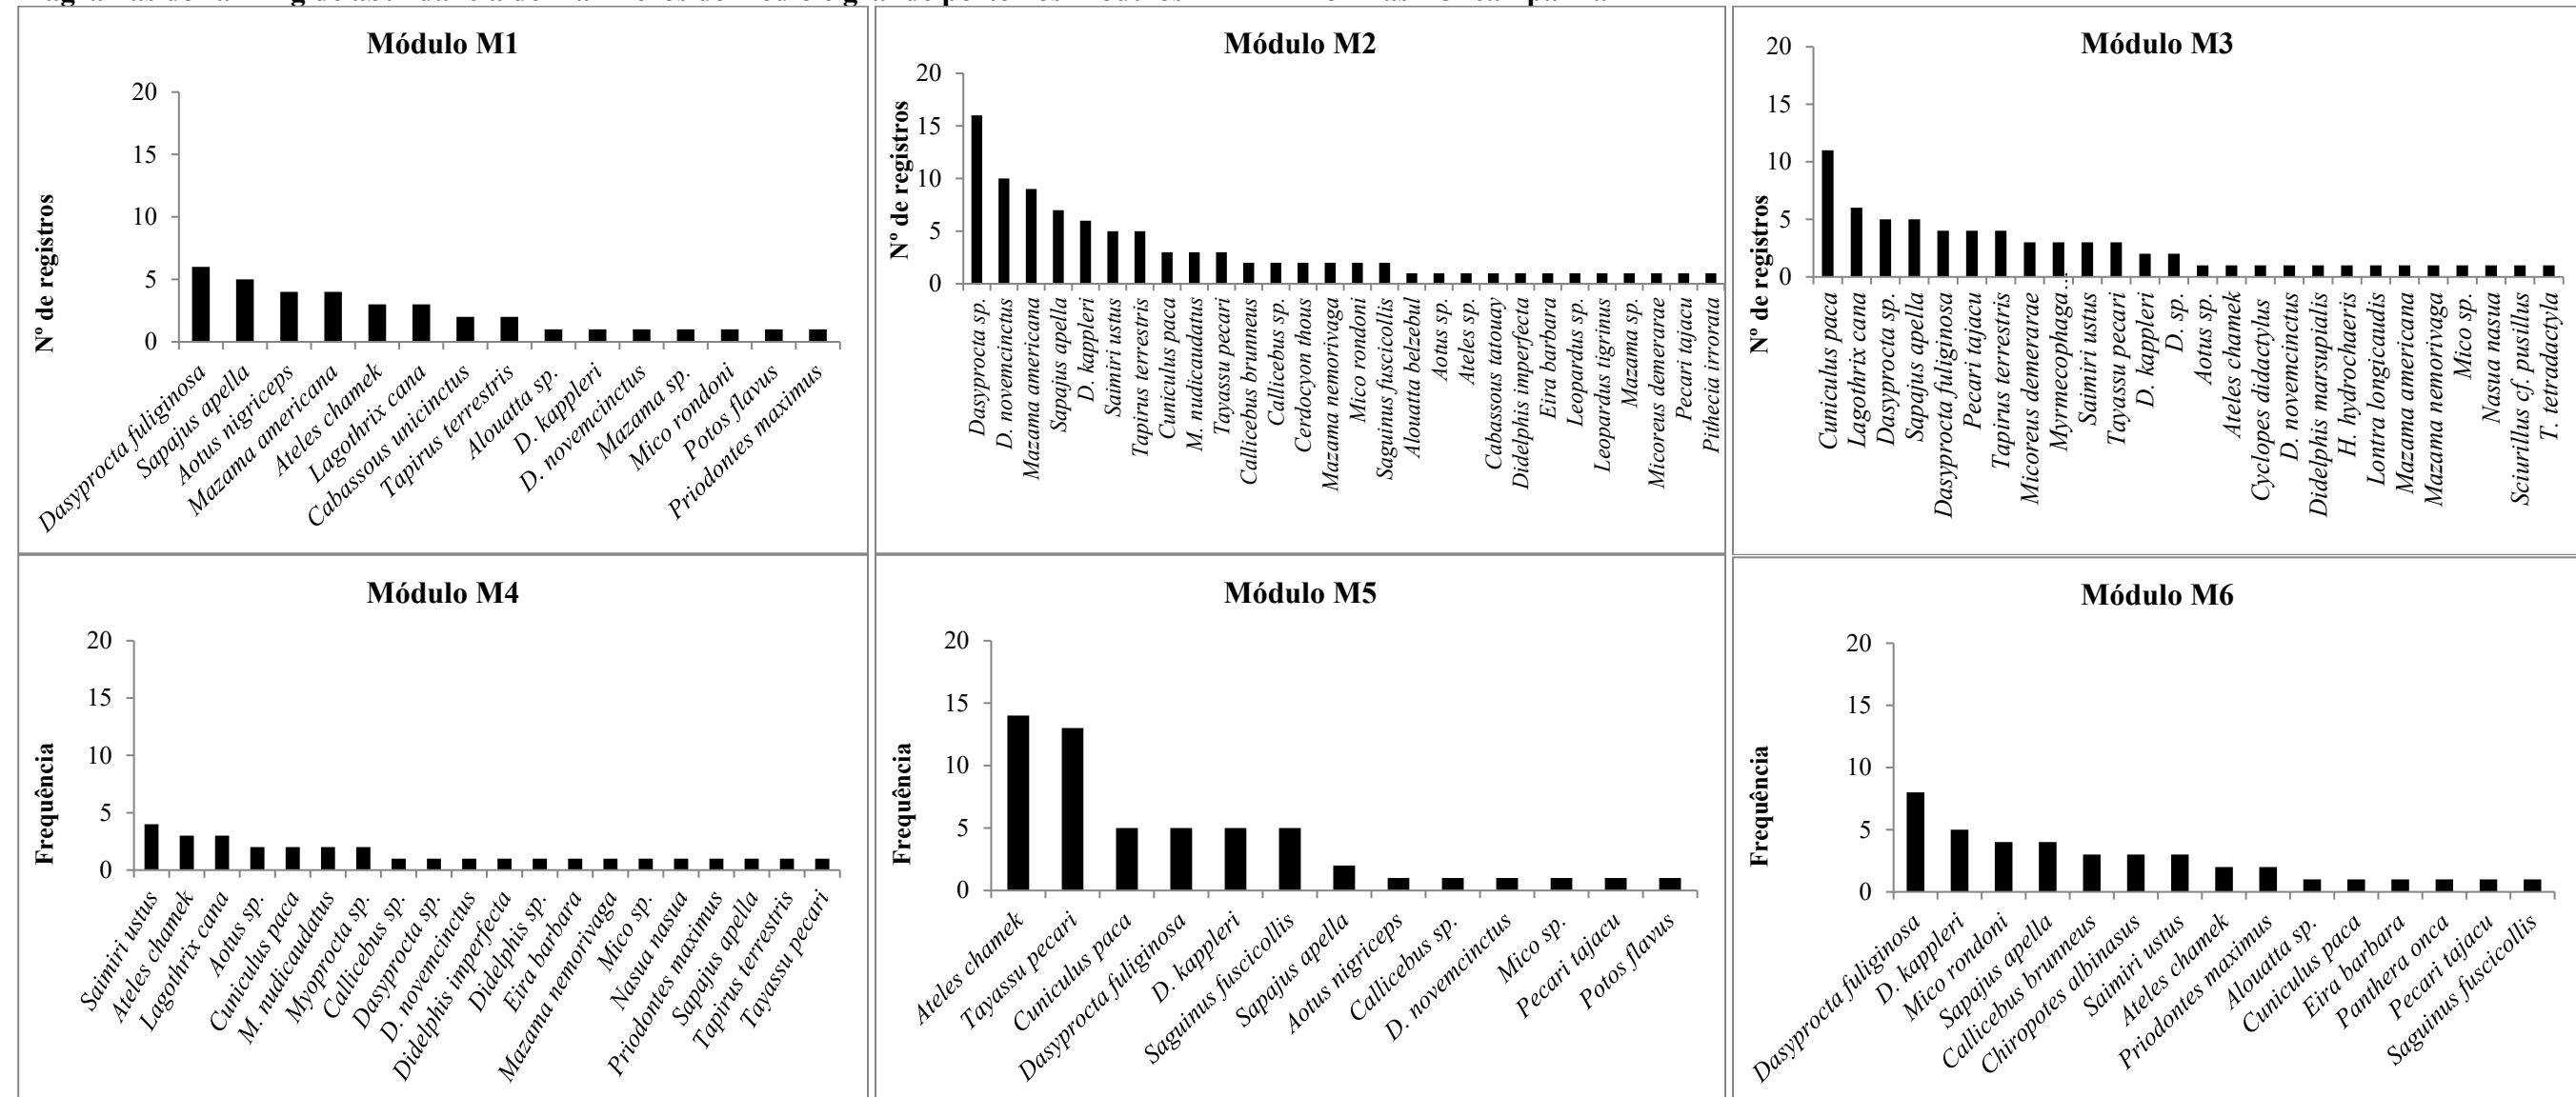 Módulo M1
20
15
10
5
0
Nº de registros
Dasyprocta fuliginosa
Sapajus apella
Aotus nigriceps
Mazama americana
Ateles chamek
Lagothrix cana
Cabassous unicinctus
Tapirus terrestris
Alouatta sp.
D. kappleri
D. novemcinctus
Mazama sp.
Mico rondoni
Potos flavus
Priodontes maximus
Módulo M2
20
15
10
5
0
Nº de registros
Dasyprocta sp.
D. novemcinctus
Mazama americana
Sapajus apella
D. kappleri
Saimiri ustus
Tapirus terrestris
Cuniculus paca
M. nudicaudatus
Tayassu pecari
Callicebus brunneus
Callicebus sp.
Cerdocyon thous
Mazama nemorivaga
Mico rondoni
Saguinus fuscicollis
Alouatta belzebul
Aotus sp.
Ateles sp.
Cabassous tatouay
Didelphis imperfecta
Eira barbara
Leopardus sp.
Leopardus tigrinus
Mazama sp.
Micoreus demerarae
Pecari tajacu
Pithecia irrorata
Módulo M3
20
15
10
5
0
Nº de registros
Cuniculus paca
Lagothrix cana
Dasyprocta sp.
Sapajus apella
Dasyprocta fuliginosa
Pecari tajacu
Tapirus terrestris
Micoreus demerarae
Myrmecophaga…
Saimiri ustus
Tayassu pecari
D. kappleri
D. sp.
Aotus sp.
Ateles chamek
Cyclopes didactylus
D. novemcinctus
Didelphis marsupialis
H. hydrochaeris
Lontra longicaudis
Mazama americana
Mazama nemorivaga
Mico sp.
Nasua nasua
Sciurillus cf. pusillus
T. tetradactyla
Módulo M4
20
15
10
5
0
Frequência
Saimiri ustus
Ateles chamek
Lagothrix cana
Aotus sp.
Cuniculus paca
M. nudicaudatus
Myoprocta sp.
Callicebus sp.
Dasyprocta sp.
D. novemcinctus
Didelphis imperfecta
Didelphis sp.
Eira barbara
Mazama nemorivaga
Mico sp.
Nasua nasua
Priodontes maximus
Sapajus apella
Tapirus terrestris
Tayassu pecari
Módulo M5
20
15
10
5
0
Frequência
Ateles chamek
Tayassu pecari
Cuniculus paca
Dasyprocta fuliginosa
D. kappleri
Saguinus fuscicollis
Sapajus apella
Aotus nigriceps
Callicebus sp.
D. novemcinctus
Mico sp.
Pecari tajacu
Potos flavus
Módulo M6
20
15
10
5
0
Frequência
Dasyprocta fuliginosa
D. kappleri
Mico rondoni
Sapajus apella
Callicebus brunneus
Chiropotes albinasus
Saimiri ustus
Ateles chamek
Priodontes maximus
Alouatta sp.
Cuniculus paca
Eira barbara
Panthera onca
Pecari tajacu
Saguinus fuscicollis